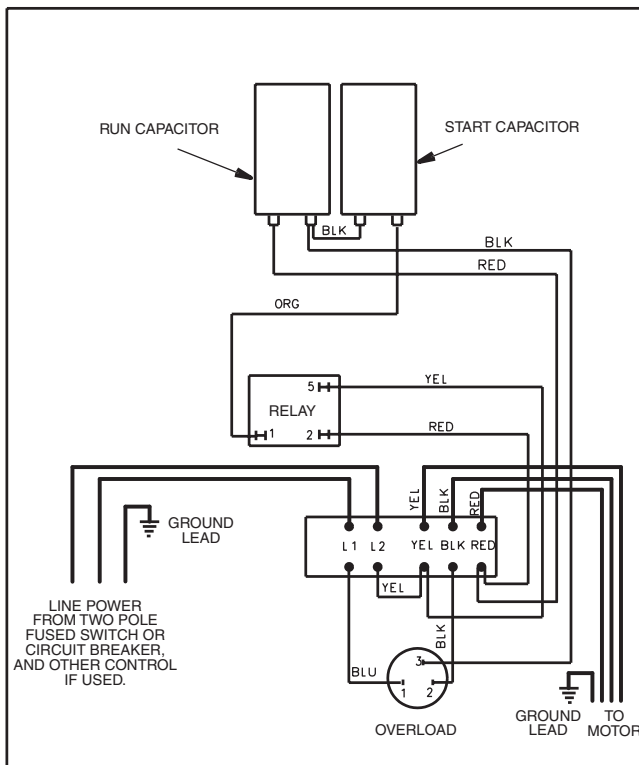 RUN CAPACITOR
START CAPACITOR
BLK
BLK
RED
ORG
5
YEL
RELAY
1
2
RED
YEL
BLK
RED
GROUND
LEAD
L1
L2
YEL
BLK
RED
LINE POWER
FROM TWO POLE
FUSED SWITCH OR
CIRCUIT BREAKER,
AND OTHER CONTROL
IF USED.
YEL
BLK
3
BLU
1
2
OVERLOAD
GROUND
LEAD
TO
MOTOR